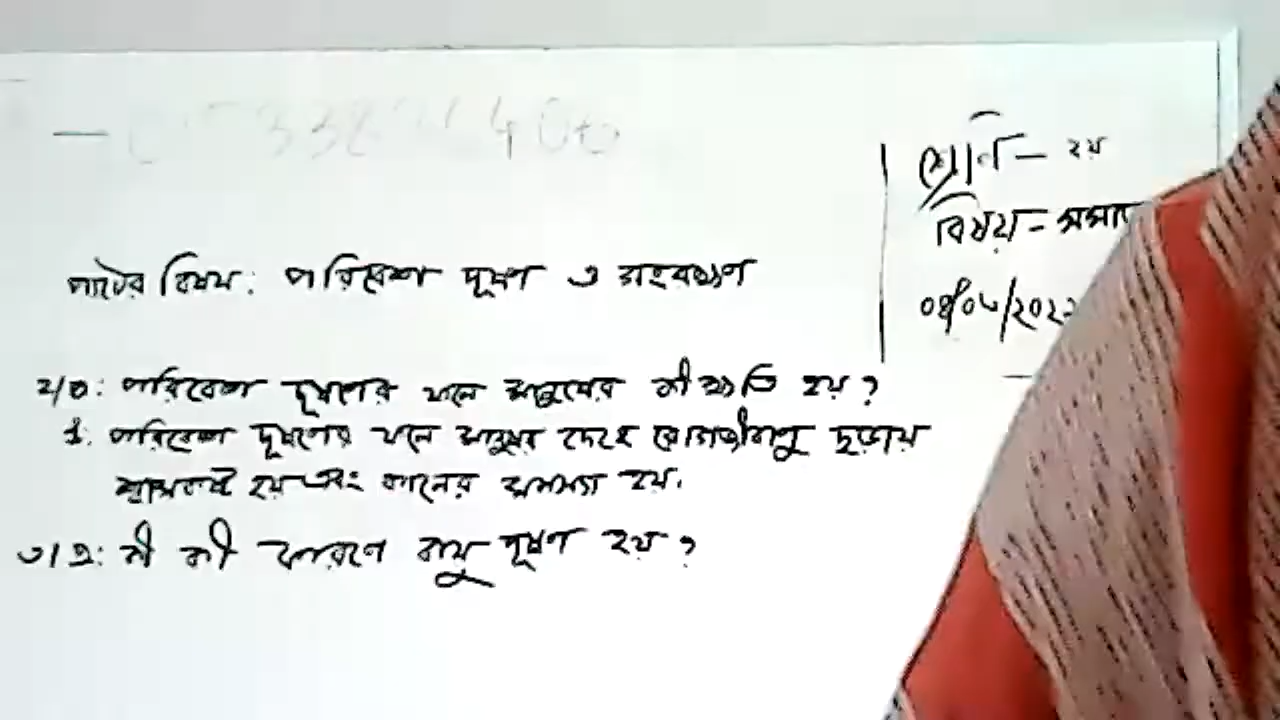 শ্রেণি - ২য়
বিষয় -
পাঠের বিষয়: পরিবেশ দূষণ ও সংরক্ষণ
২/প্র: পরিবেশ দূষণের ফলে মানুষের কী ক্ষতি হয়?
উ: পরিবেশ দূষণের ফলে মানুষের দেহে রোগজীবাণু ছড়ায়
শ্বাসকষ্ট হয় এবং কানের সমস্যা হয়।
৩/প্র: কী কী কারণে বায়ু দূষণ হয়?